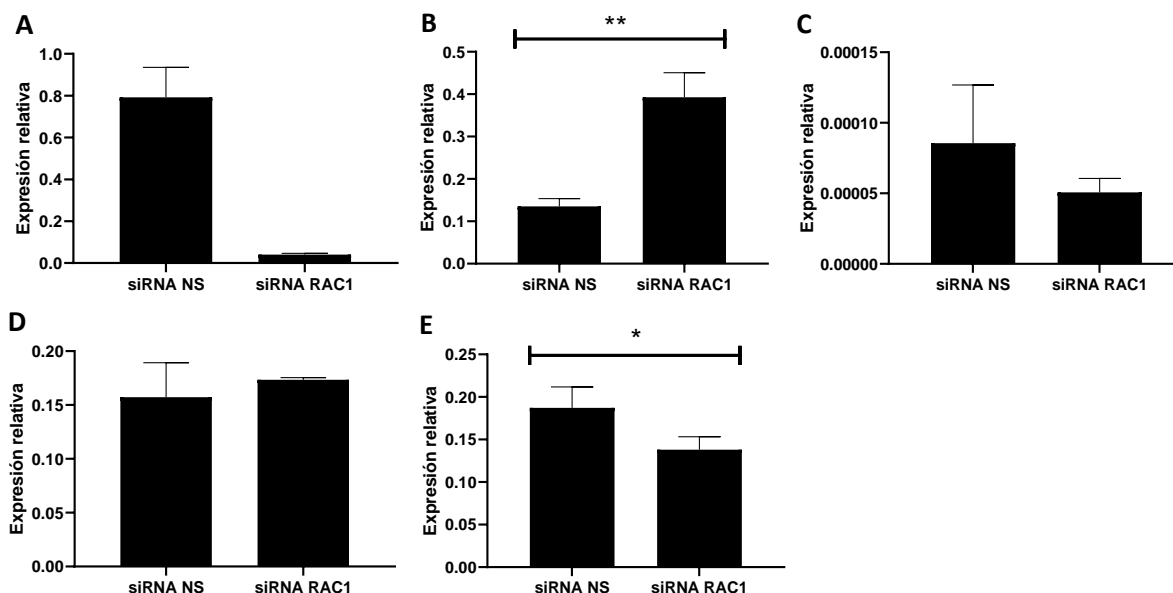 A
Expresión relativa
1.0
0.8
0.6
0.4
0.2
0.0
siRNA NS siRNA RAC1
B
**
Expresión relativa
0.5
0.4
0.3
0.2
0.1
0.0
siRNA NS siRNA RAC1
C
Expresión relativa
0.00015
0.00010
0.00005
0.00000
siRNA NS siRNA RAC1
D
Expresión relativa
0.20
0.15
0.10
0.05
0.00
siRNA NS siRNA RAC1
E
*
Expresión relativa
0.25
0.20
0.15
0.10
0.05
0.00
siRNA NS siRNA RAC1